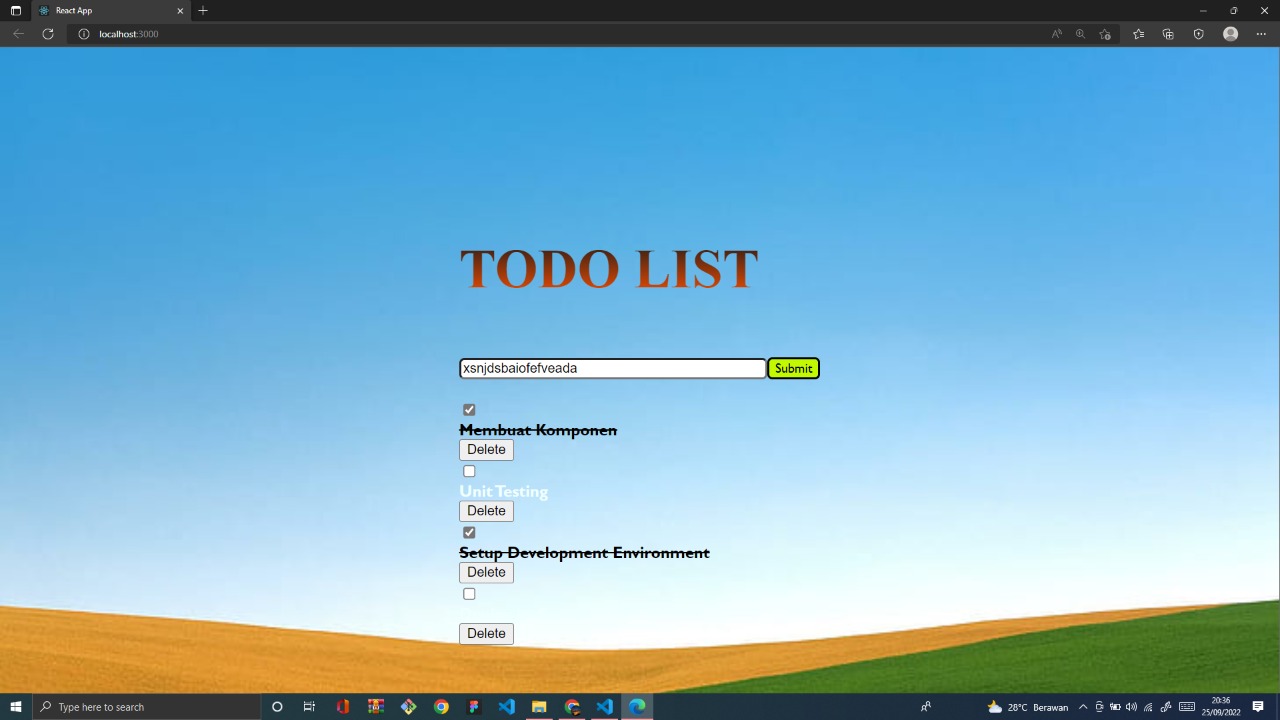 React App
localhost:3000
TODO LIST
xsnjdsbaiofefveada
Submit
Membuat Komponen
Delete
Unit Testing
Delete
Setup Development Environment
Delete
Delete
Type here to search
28°C Berawan
20:36
25/09/2022